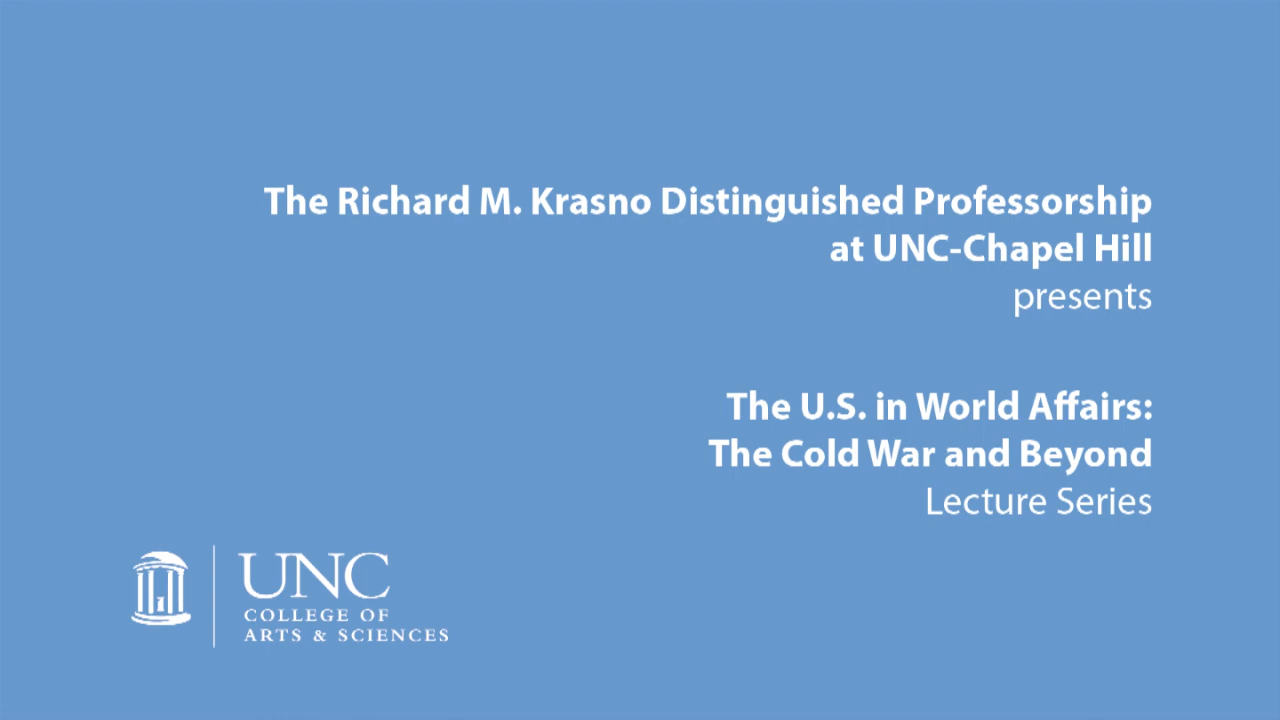 The Richard M. Krasno Distinguished Professorship
at UNC-Chapel Hill
presents
The U.S. in World Affairs:
The Cold War and Beyond
Lecture Series
UNC
COLLEGE OF
ARTS & SCIENCES